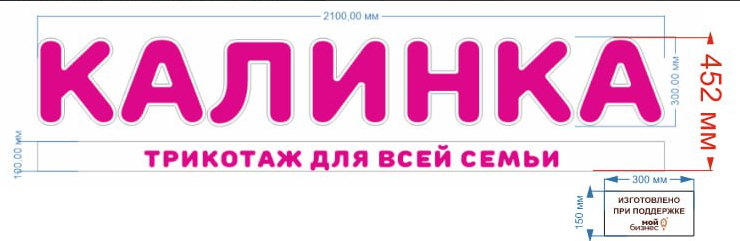 2100,00 мм
КАЛИНКА
300.00 мм
452 мм
100.00 мм
ТРИКОТАЖ ДЛЯ ВСЕЙ СЕМЬИ
300 мм
150 мм
ИЗГОТОВЛЕНО
ПРИ ПОДДЕРЖКЕ
мой
бизнес